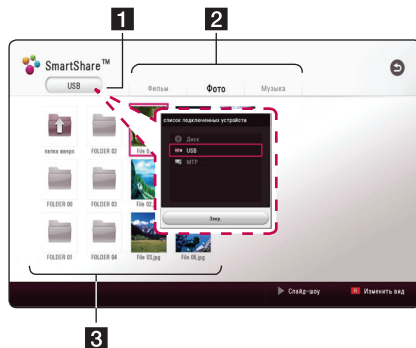 1
2
SmartShare™
USB
Фильм
Фото
Музыка
список подключенных устройств
Диск
USB
MTP
Закр.
папка вверх
FOLDER 02
File 0
FOLDER 00
FOLDER 03
File 02.
FOLDER 01
FOLDER 04
File 03.jpg
File 06.jpg
Слайд-шоу
Изменить вид
3